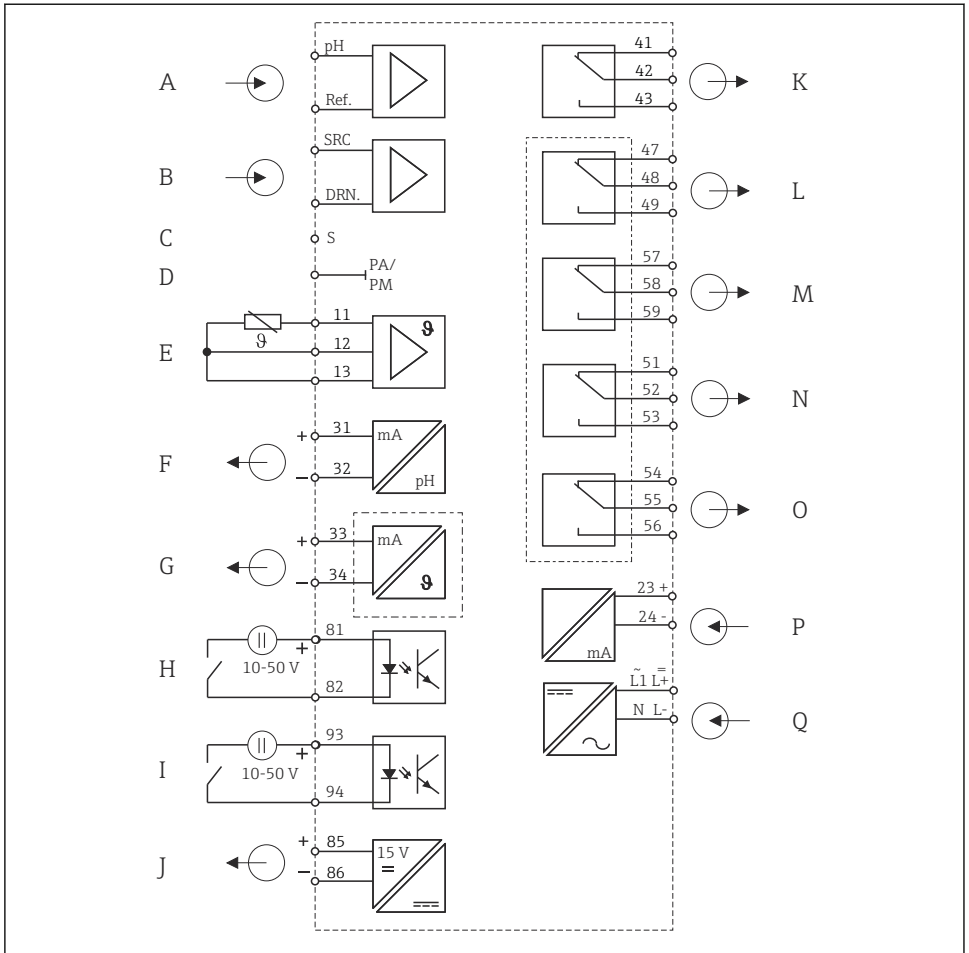 A
pH
Ref.
B
SRC
DRN.
C
S
D
PA/
PM
E
ϑ
11
12
13
ϑ
F
+ 31
− 32
mA
pH
G
+ 33
− 34
mA
ϑ
H
10-50 V
+
81
82
I
10-50 V
+
93
94
J
+ 85
− 86
15 V
=
41
42
43
K
47
48
49
L
57
58
59
M
51
52
53
N
54
55
56
O
23 +
24 -
mA
P
~ =
L1 L+
N L-
Q